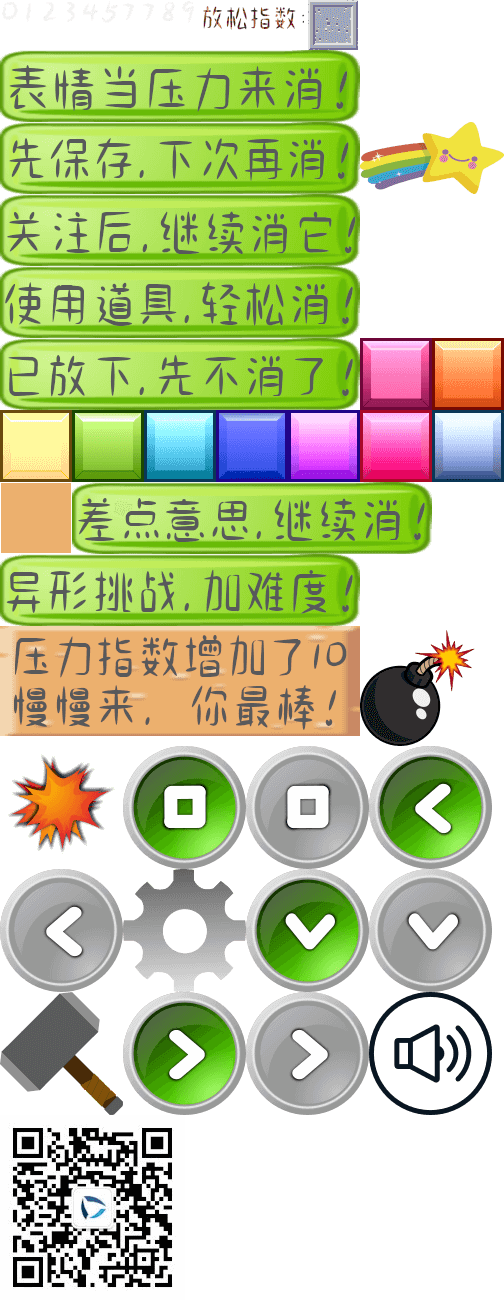 0123457789 放松指数:
表情当压力来消!
先保存,下次再消!
关注后,继续消它!
使用道具,轻松消!
已放下,先不消了!
差点意思,继续消!
异形挑战,加难度!
压力指数增加了10
慢慢来, 你最棒!